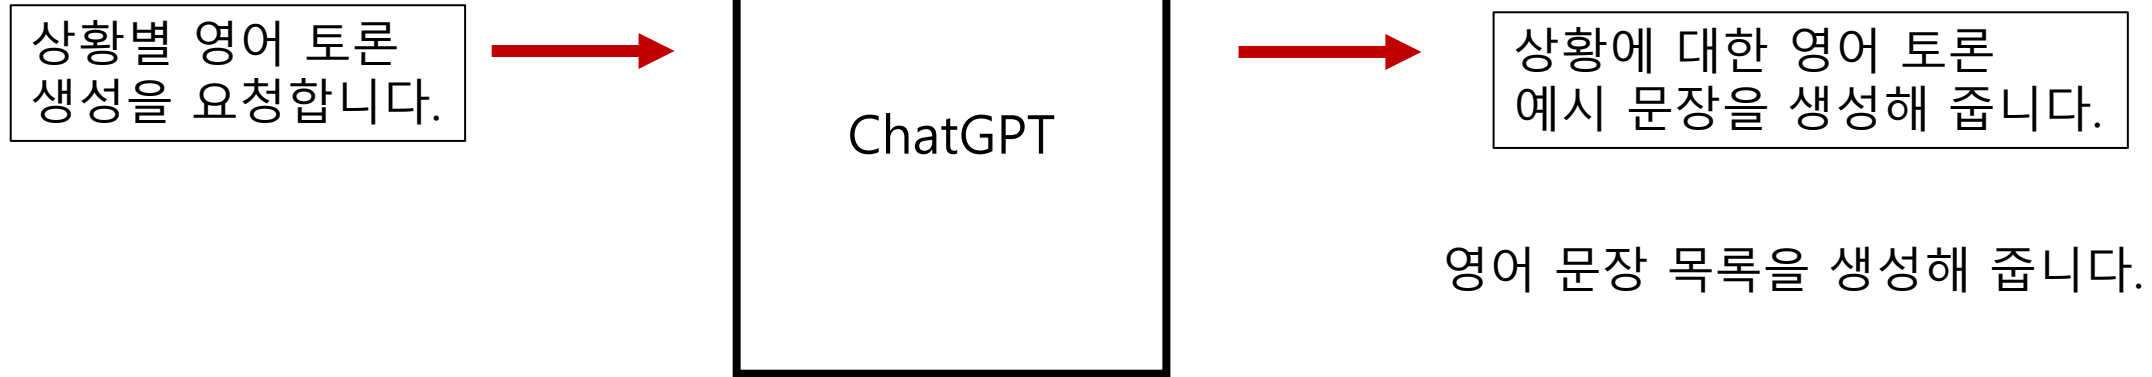 상황별 영어 토론
생성을 요청합니다.
ChatGPT
상황에 대한 영어 토론
예시 문장을 생성해 줍니다.
영어 문장 목록을 생성해 줍니다.